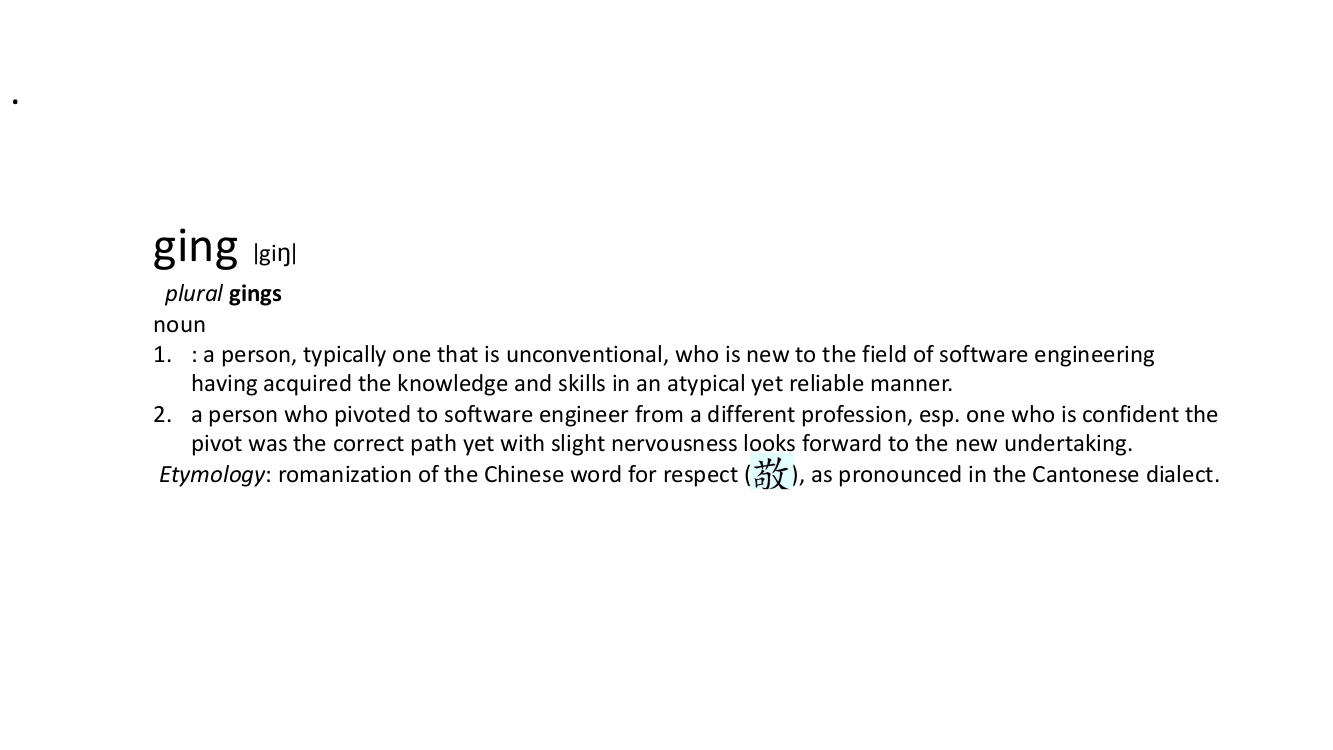 .
ging |giŋ|
plural gings
noun
1. : a person, typically one that is unconventional, who is new to the field of software engineering
having acquired the knowledge and skills in an atypical yet reliable manner.
2. a person who pivoted to software engineer from a different profession, esp. one who is confident the
pivot was the correct path yet with slight nervousness looks forward to the new undertaking.
Etymology: romanization of the Chinese word for respect (敬), as pronounced in the Cantonese dialect.